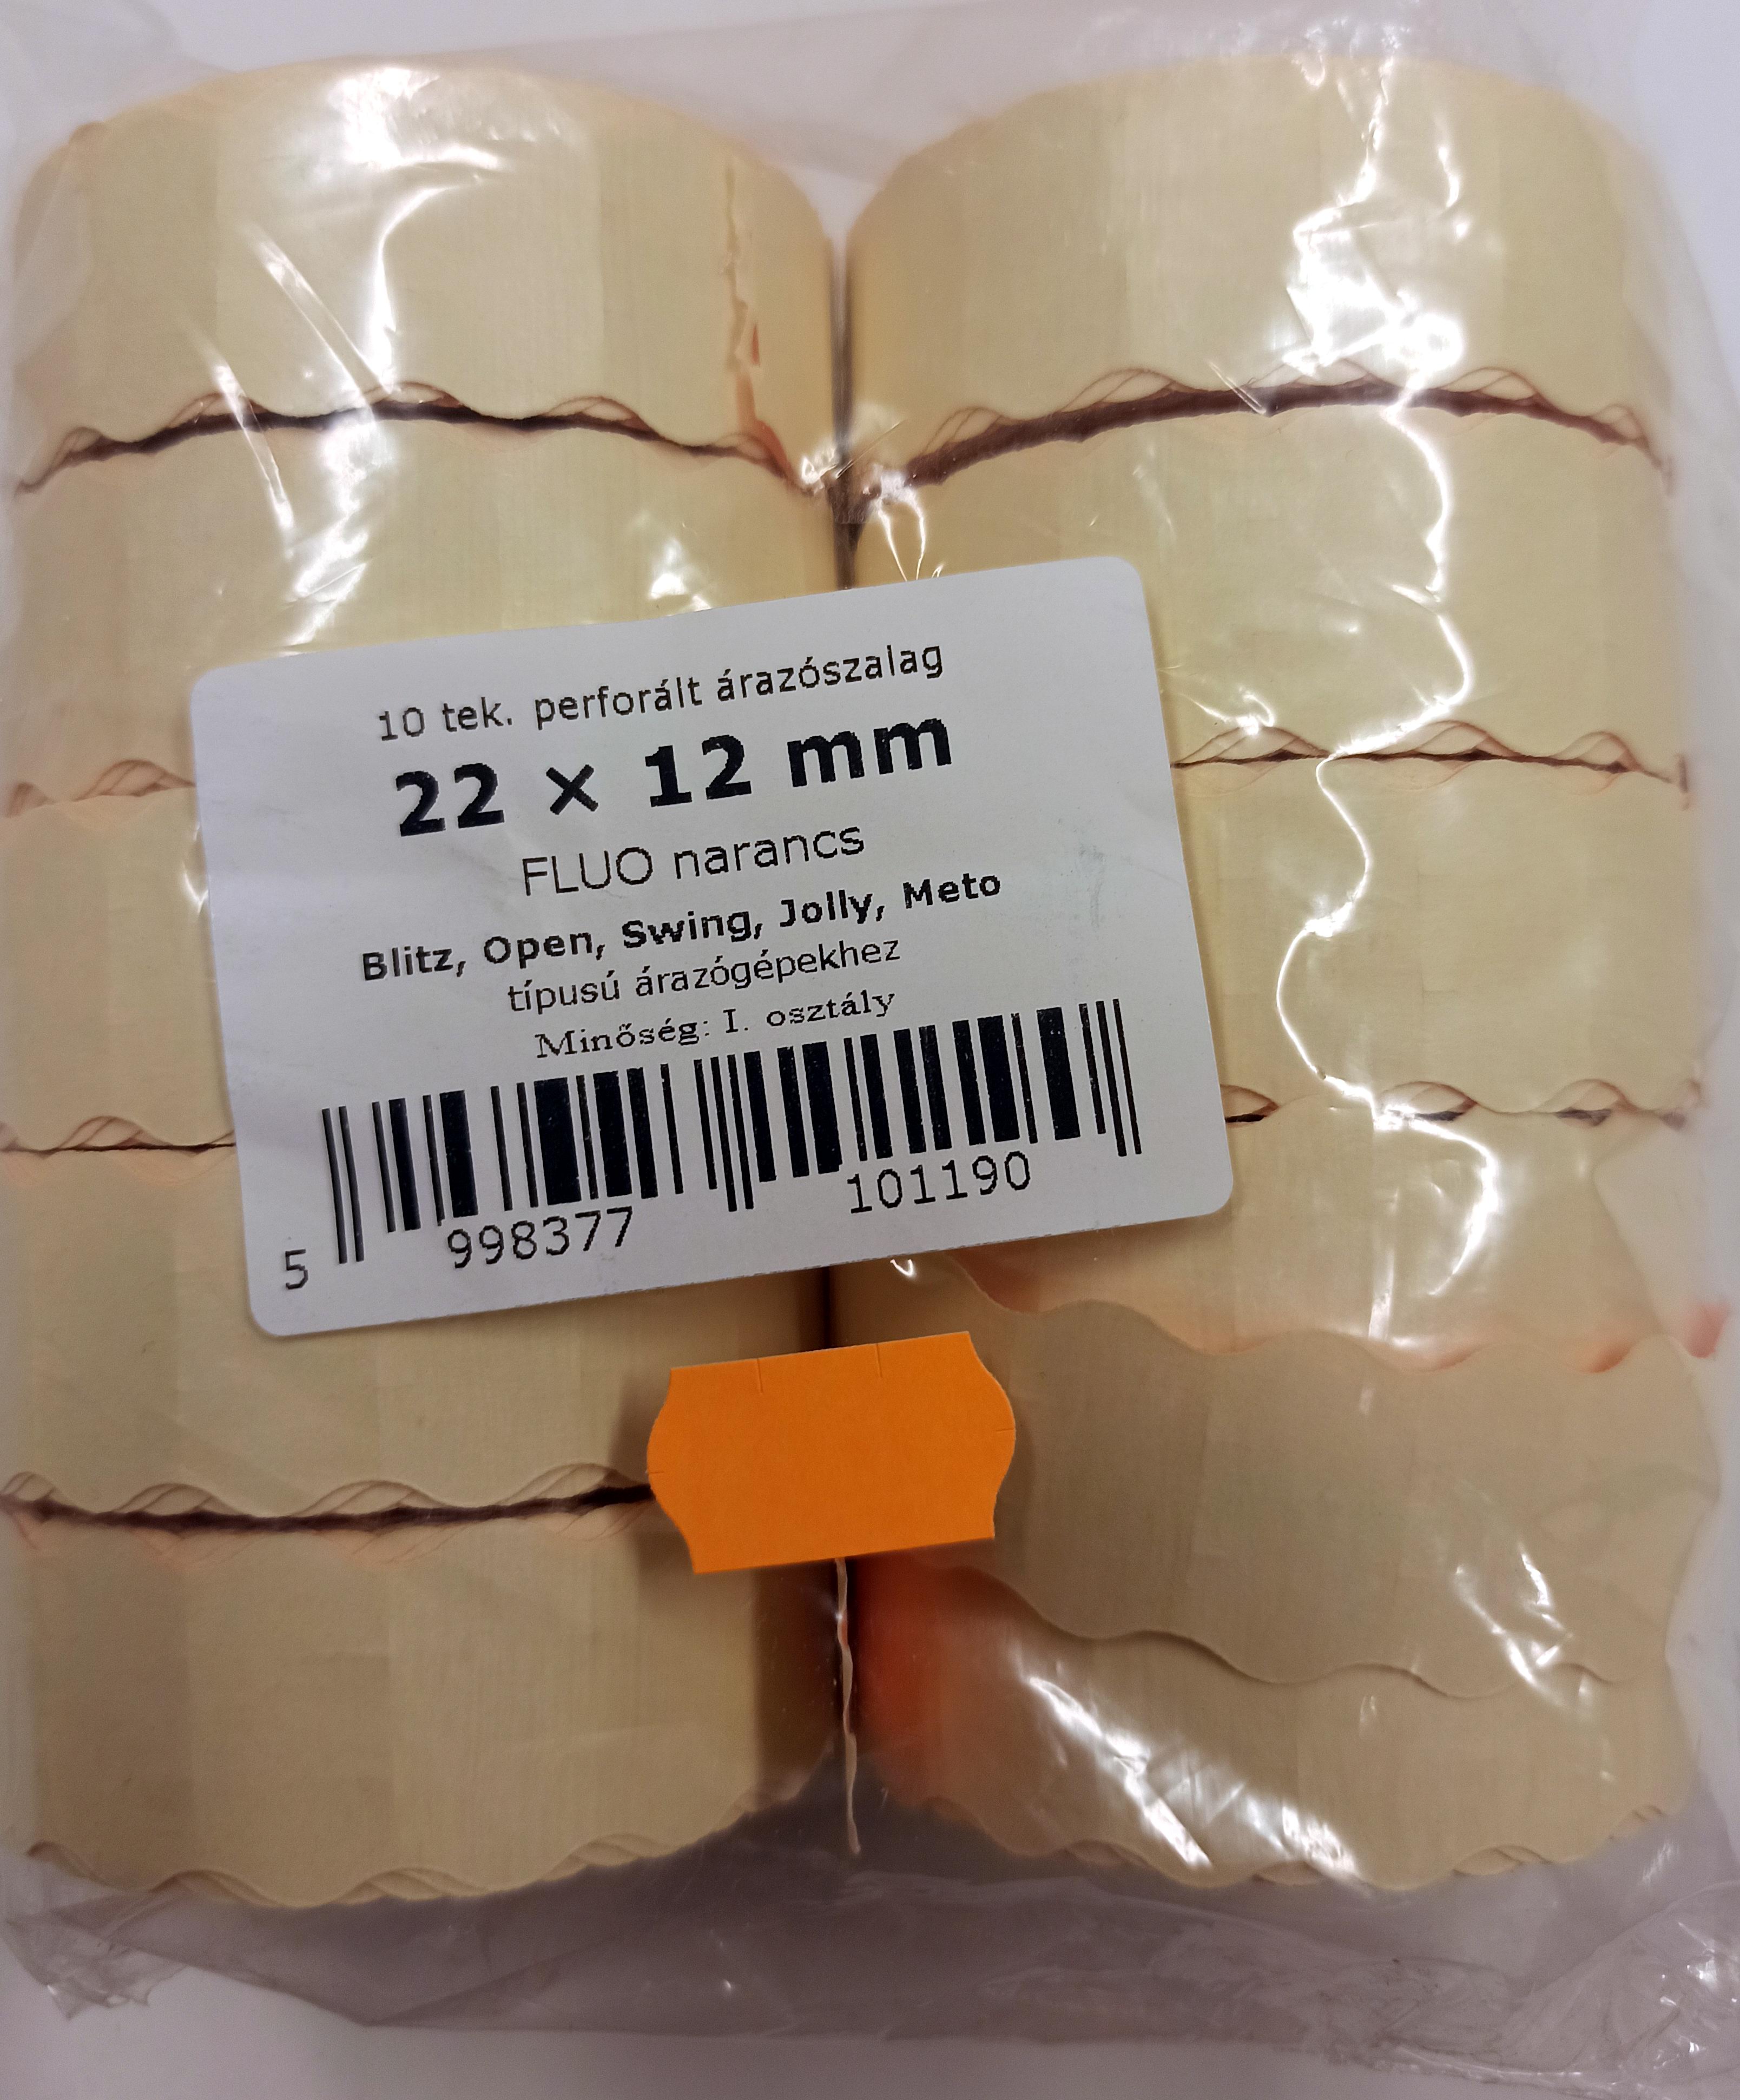 10 tek. perforált árazószalag
22 × 12 mm
FLUO narancs
Blitz, Open, Swing, Jolly, Meto
típusú árazógépekhez
Minőség: I. osztály
5 998377 101190